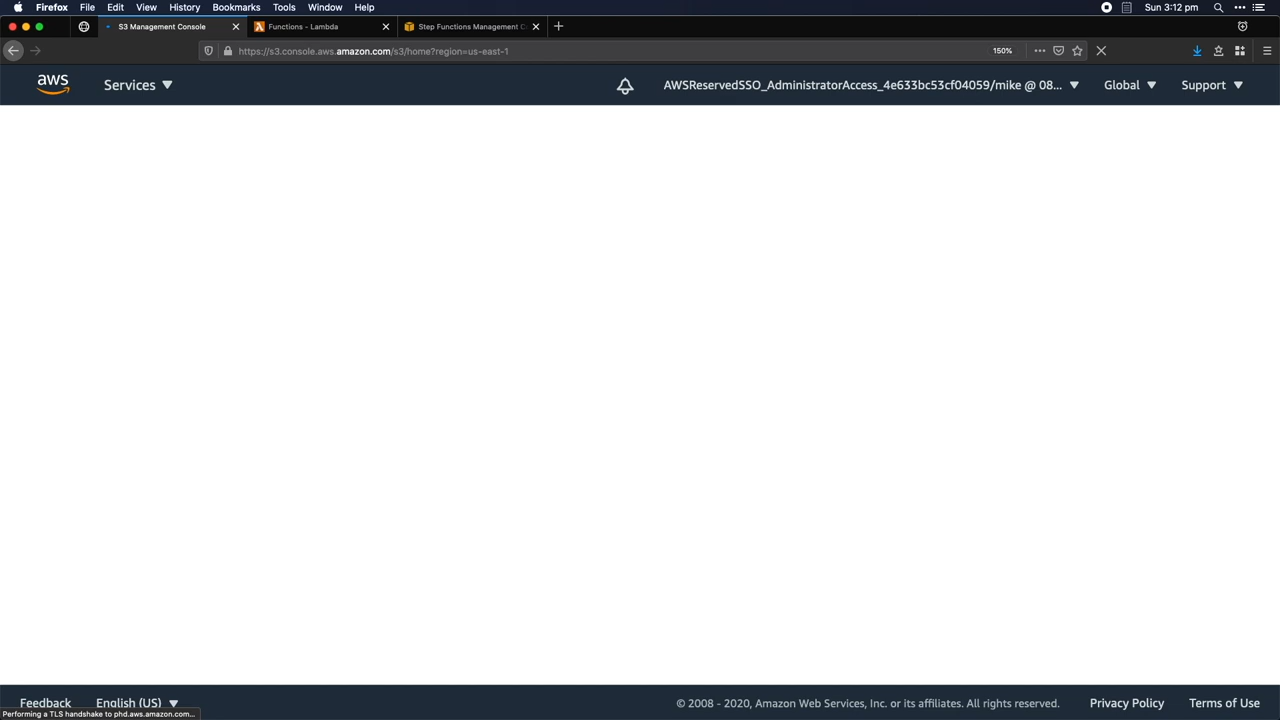 Firefox File Edit View History Bookmarks Tools Window Help Sun 3:12 pm
S3 Management Console Functions - Lambda Step Functions Management C
https://s3.console.aws.amazon.com/s3/home?region=us-east-1 150%
aws Services AWSReservedSSO_AdministratorAccess_4e633bc53cf04059/mike @ 08... Global Support
Feedback English (US) © 2008 - 2020, Amazon Web Services, Inc. or its affiliates. All rights reserved. Privacy Policy Terms of Use
Performing a TLS handshake to phd.aws.amazon.com...